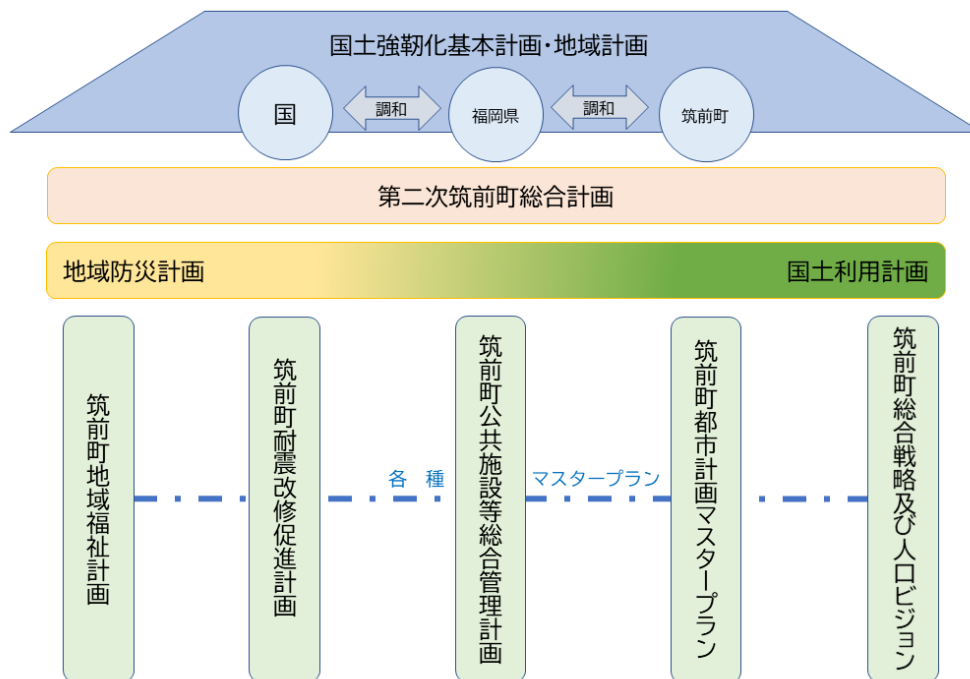 国土強靭化基本計画・地域計画
国
調和
福岡県
調和
筑前町
第二次筑前町総合計画
地域防災計画
国土利用計画
筑前町地域福祉計画
筑前町耐震改修促進計画
各　種
筑前町公共施設等総合管理計画
マスタープラン
筑前町都市計画マスタープラン
筑前町総合戦略及び人口ビジョン